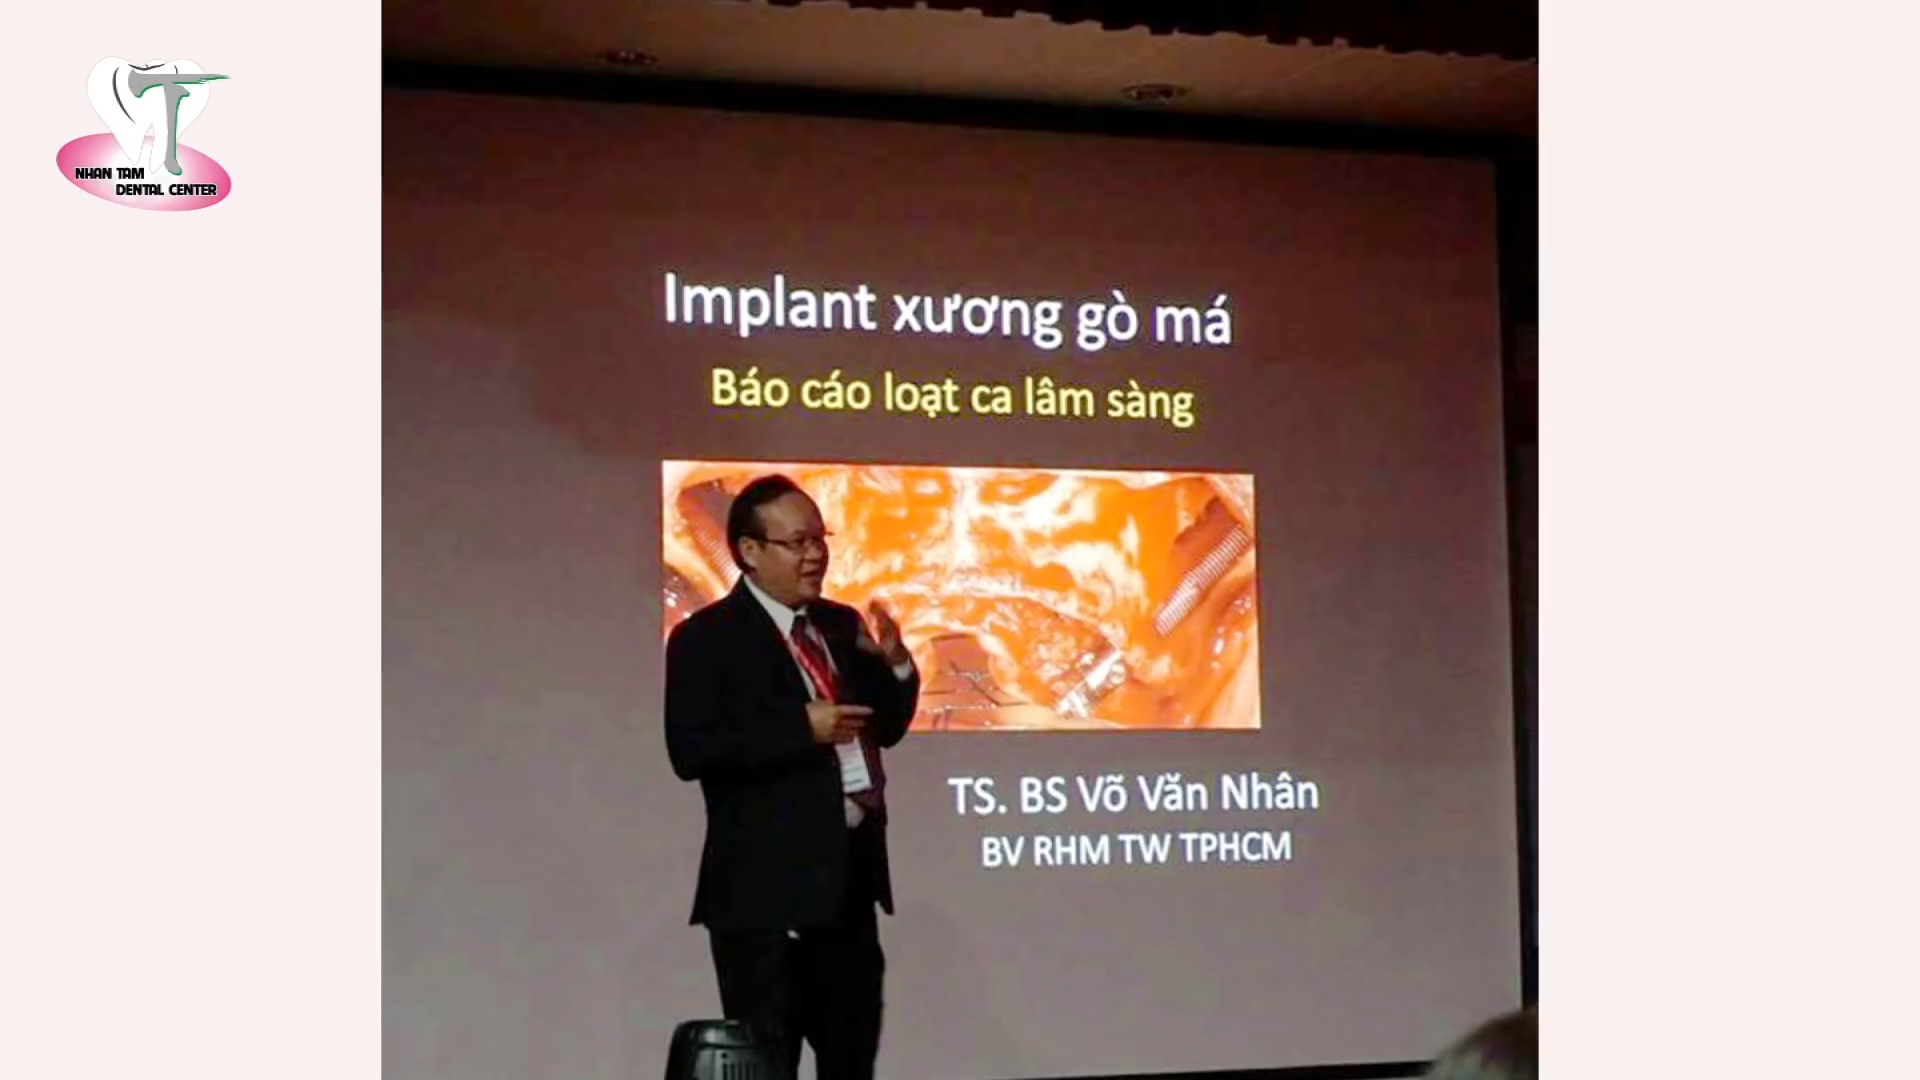 NHAN TAM
DENTAL CENTER
Implant xương gò má
Báo cáo loạt ca lâm sàng
TS. BS Võ Văn Nhân
BV RHM TW TPHCM